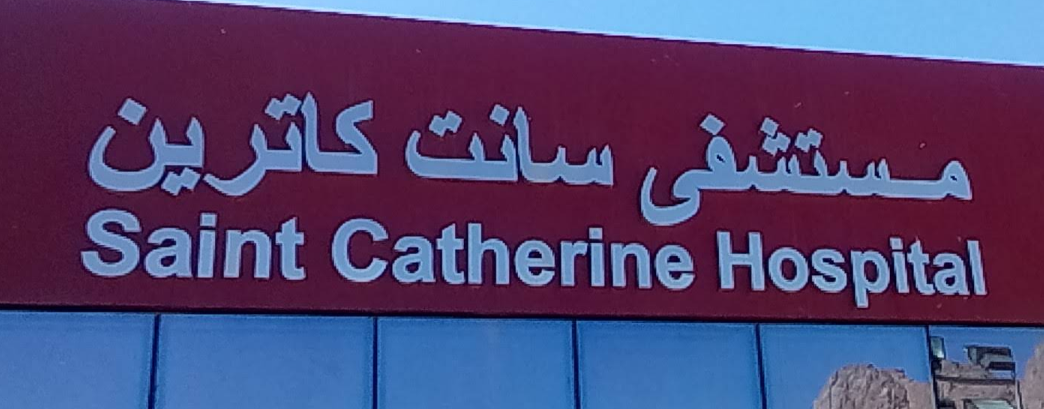 مستشفى سانت كاترين
Saint Catherine Hospital